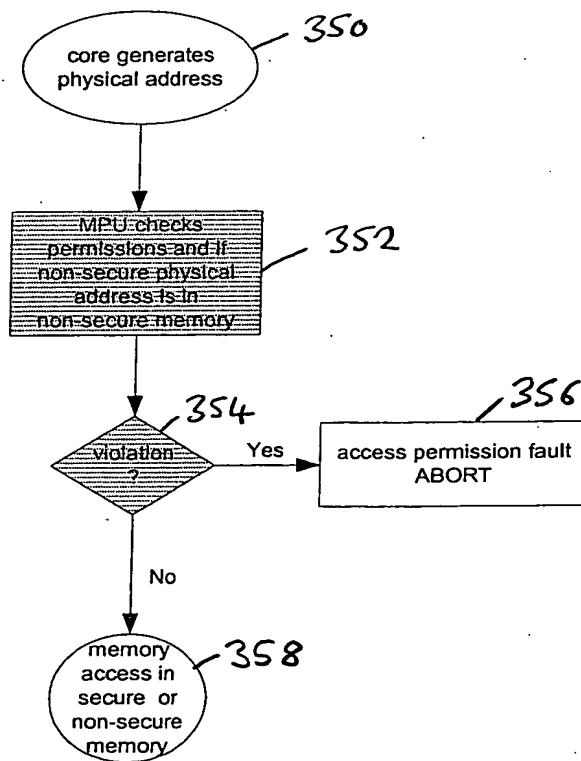 core generates
physical address
350
MPU checks
permissions and if
non-secure physical
address is in
non-secure memory
352
354
violation
?
Yes
356
access permission fault
ABORT
No
memory
access in
secure or
non-secure
memory
358